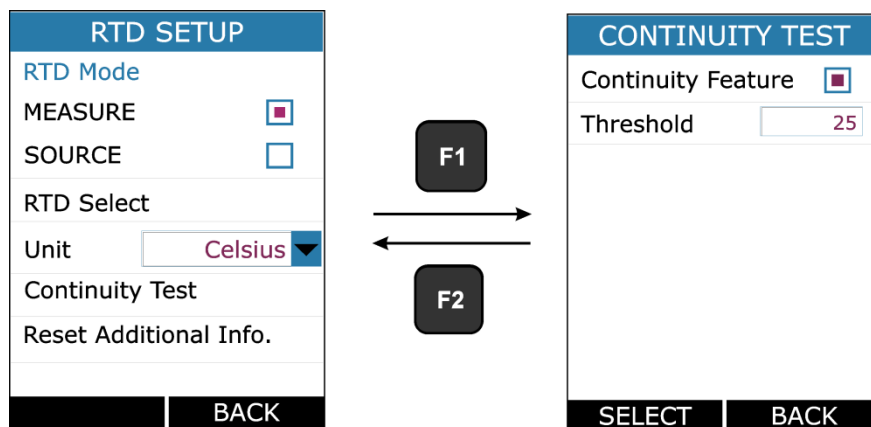 RTD SETUP
RTD Mode
MEASURE
SOURCE
RTD Select
Unit Celsius
Continuity Test
Reset Additional Info.
BACK
F1
F2
CONTINUITY TEST
Continuity Feature
Threshold 25
SELECT BACK